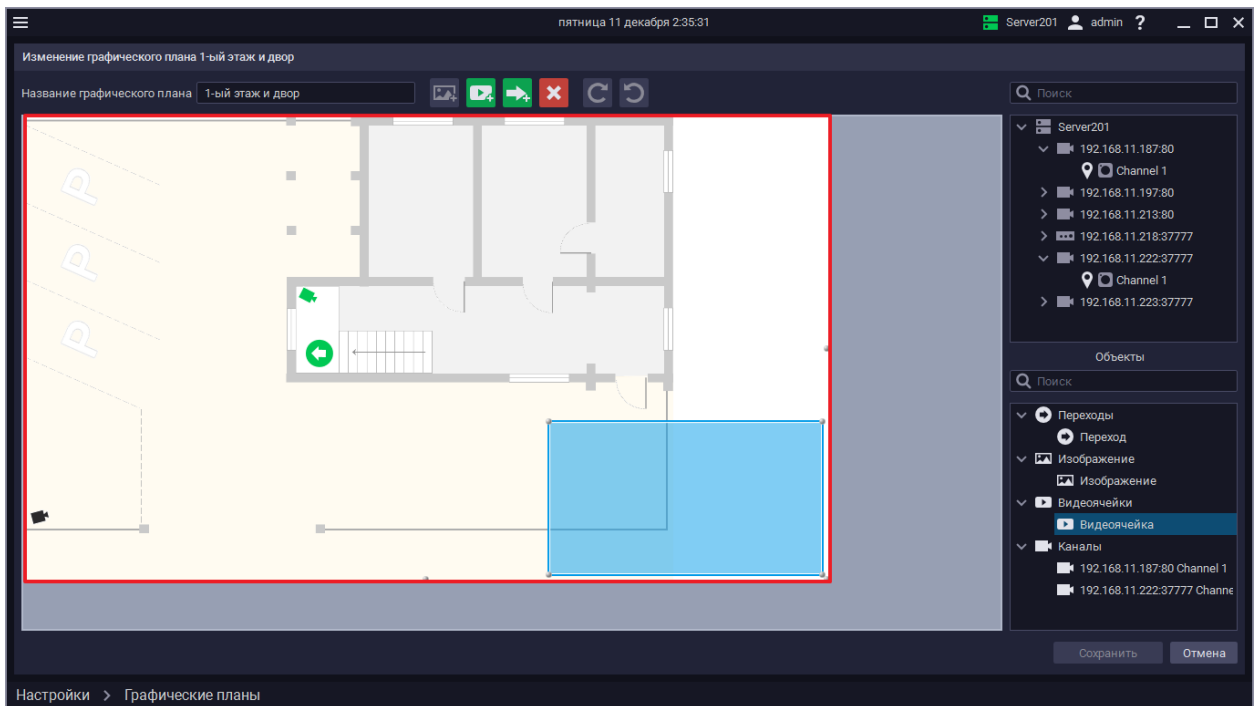 пятница 11 декабря 2:35:31
Server201 admin ?
Изменение графического плана 1-ый этаж и двор
Название графического плана 1-ый этаж и двор
Поиск
Server201
192.168.11.187:80
Channel 1
192.168.11.197:80
192.168.11.213:80
192.168.11.218:37777
192.168.11.222:37777
Channel 1
192.168.11.223:37777
P
P
P
Объекты
Поиск
Переходы
Переход
Изображение
Изображение
Видеоячейки
Видеоячейка
Каналы
192.168.11.187:80 Channel 1
192.168.11.222:37777 Channe
Сохранить Отмена
Настройки > Графические планы